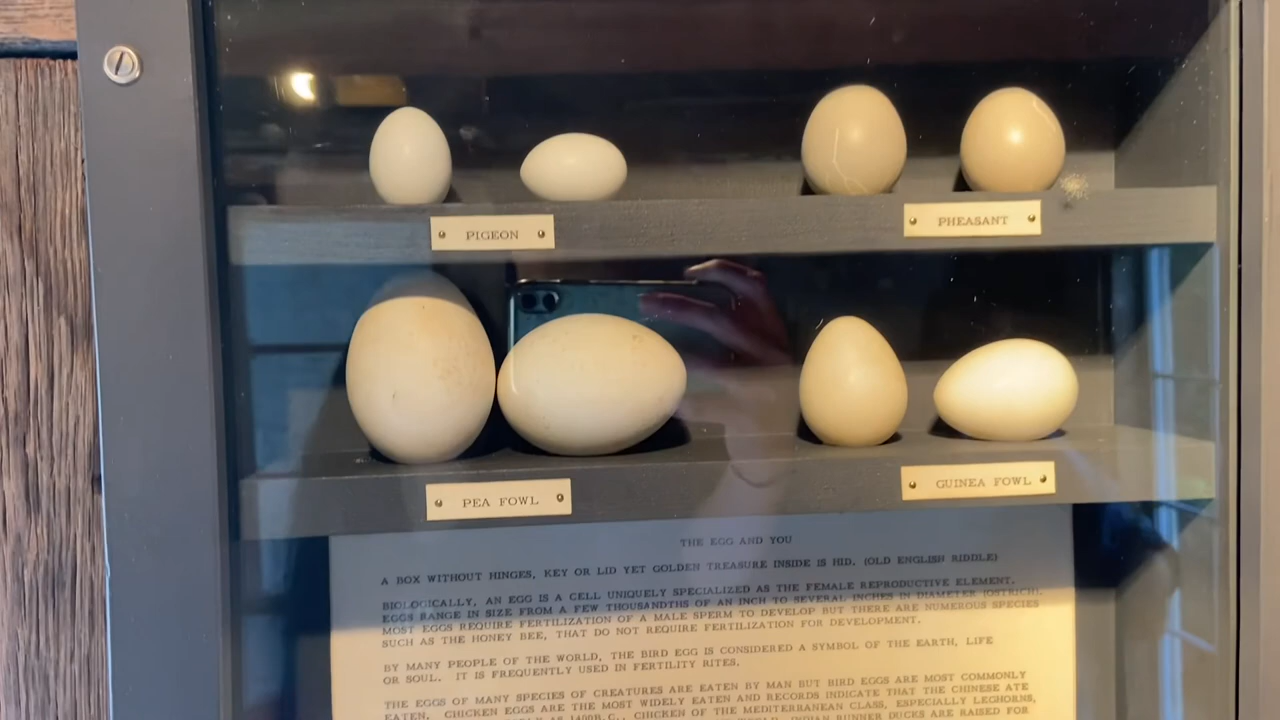 PIGEON
PHEASANT
PEA FOWL
GUINEA FOWL
THE EGG AND YOU
A BOX WITHOUT HINGES, KEY OR LID YET GOLDEN TREASURE INSIDE IS HID. (OLD ENGLISH RIDDLE)
BIOLOGICALLY, AN EGG IS A CELL UNIQUELY SPECIALIZED AS THE FEMALE REPRODUCTIVE ELEMENT.
EGGS RANGE IN SIZE FROM A FEW THOUSANDTHS OF AN INCH TO SEVERAL INCHES IN DIAMETER (OSTRICH).
MOST EGGS REQUIRE FERTILIZATION OF A MALE SPERM TO DEVELOP BUT THERE ARE NUMEROUS SPECIES
SUCH AS THE HONEY BEE, THAT DO NOT REQUIRE FERTILIZATION FOR DEVELOPMENT.
BY MANY PEOPLE OF THE WORLD, THE BIRD EGG IS CONSIDERED A SYMBOL OF THE EARTH, LIFE
OR SOUL. IT IS FREQUENTLY USED IN FERTILITY RITES.
THE EGGS OF MANY SPECIES OF CREATURES ARE EATEN BY MAN BUT BIRD EGGS ARE MOST COMMONLY
EATEN. CHICKEN EGGS ARE THE MOST WIDELY EATEN AND RECORDS INDICATE THAT THE CHINESE ATE
AS 1400B.C.. CHICKEN OF THE MEDITERRANEAN CLASS, ESPECIALLY LEGHORNS,
INDIAN RUNNER DUCKS ARE RAISED FOR